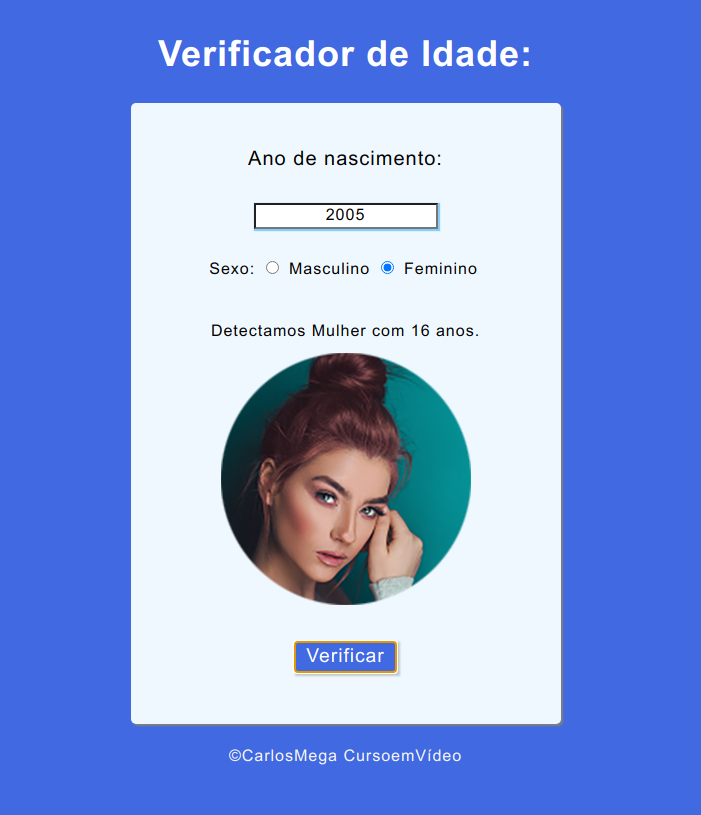 Verificador de Idade:
Ano de nascimento:
2005
Sexo: Masculino Feminino
Detectamos Mulher com 16 anos.
Verificar
©CarlosMega CursoemVídeo